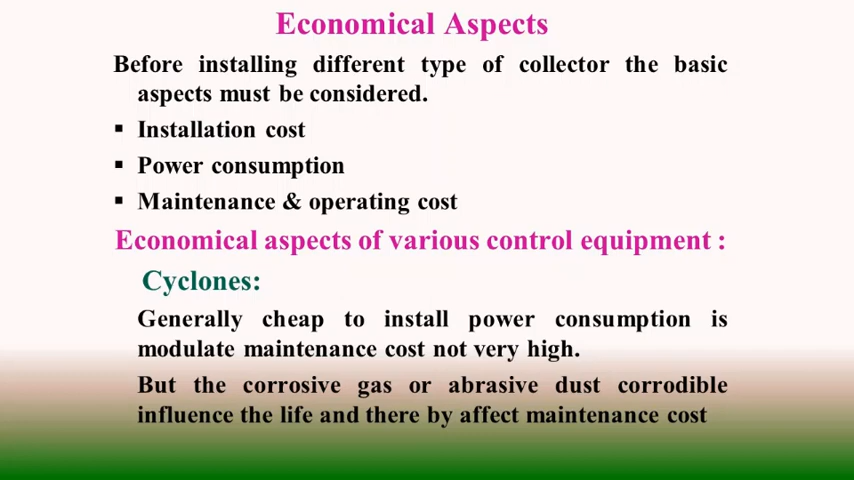 Economical Aspects
Before installing different type of collector the basic
aspects must be considered.
▪ Installation cost
▪ Power consumption
▪ Maintenance & operating cost
Economical aspects of various control equipment :
Cyclones:
Generally cheap to install power consumption is
modulate maintenance cost not very high.
But the corrosive gas or abrasive dust corrodible
influence the life and there by affect maintenance cost